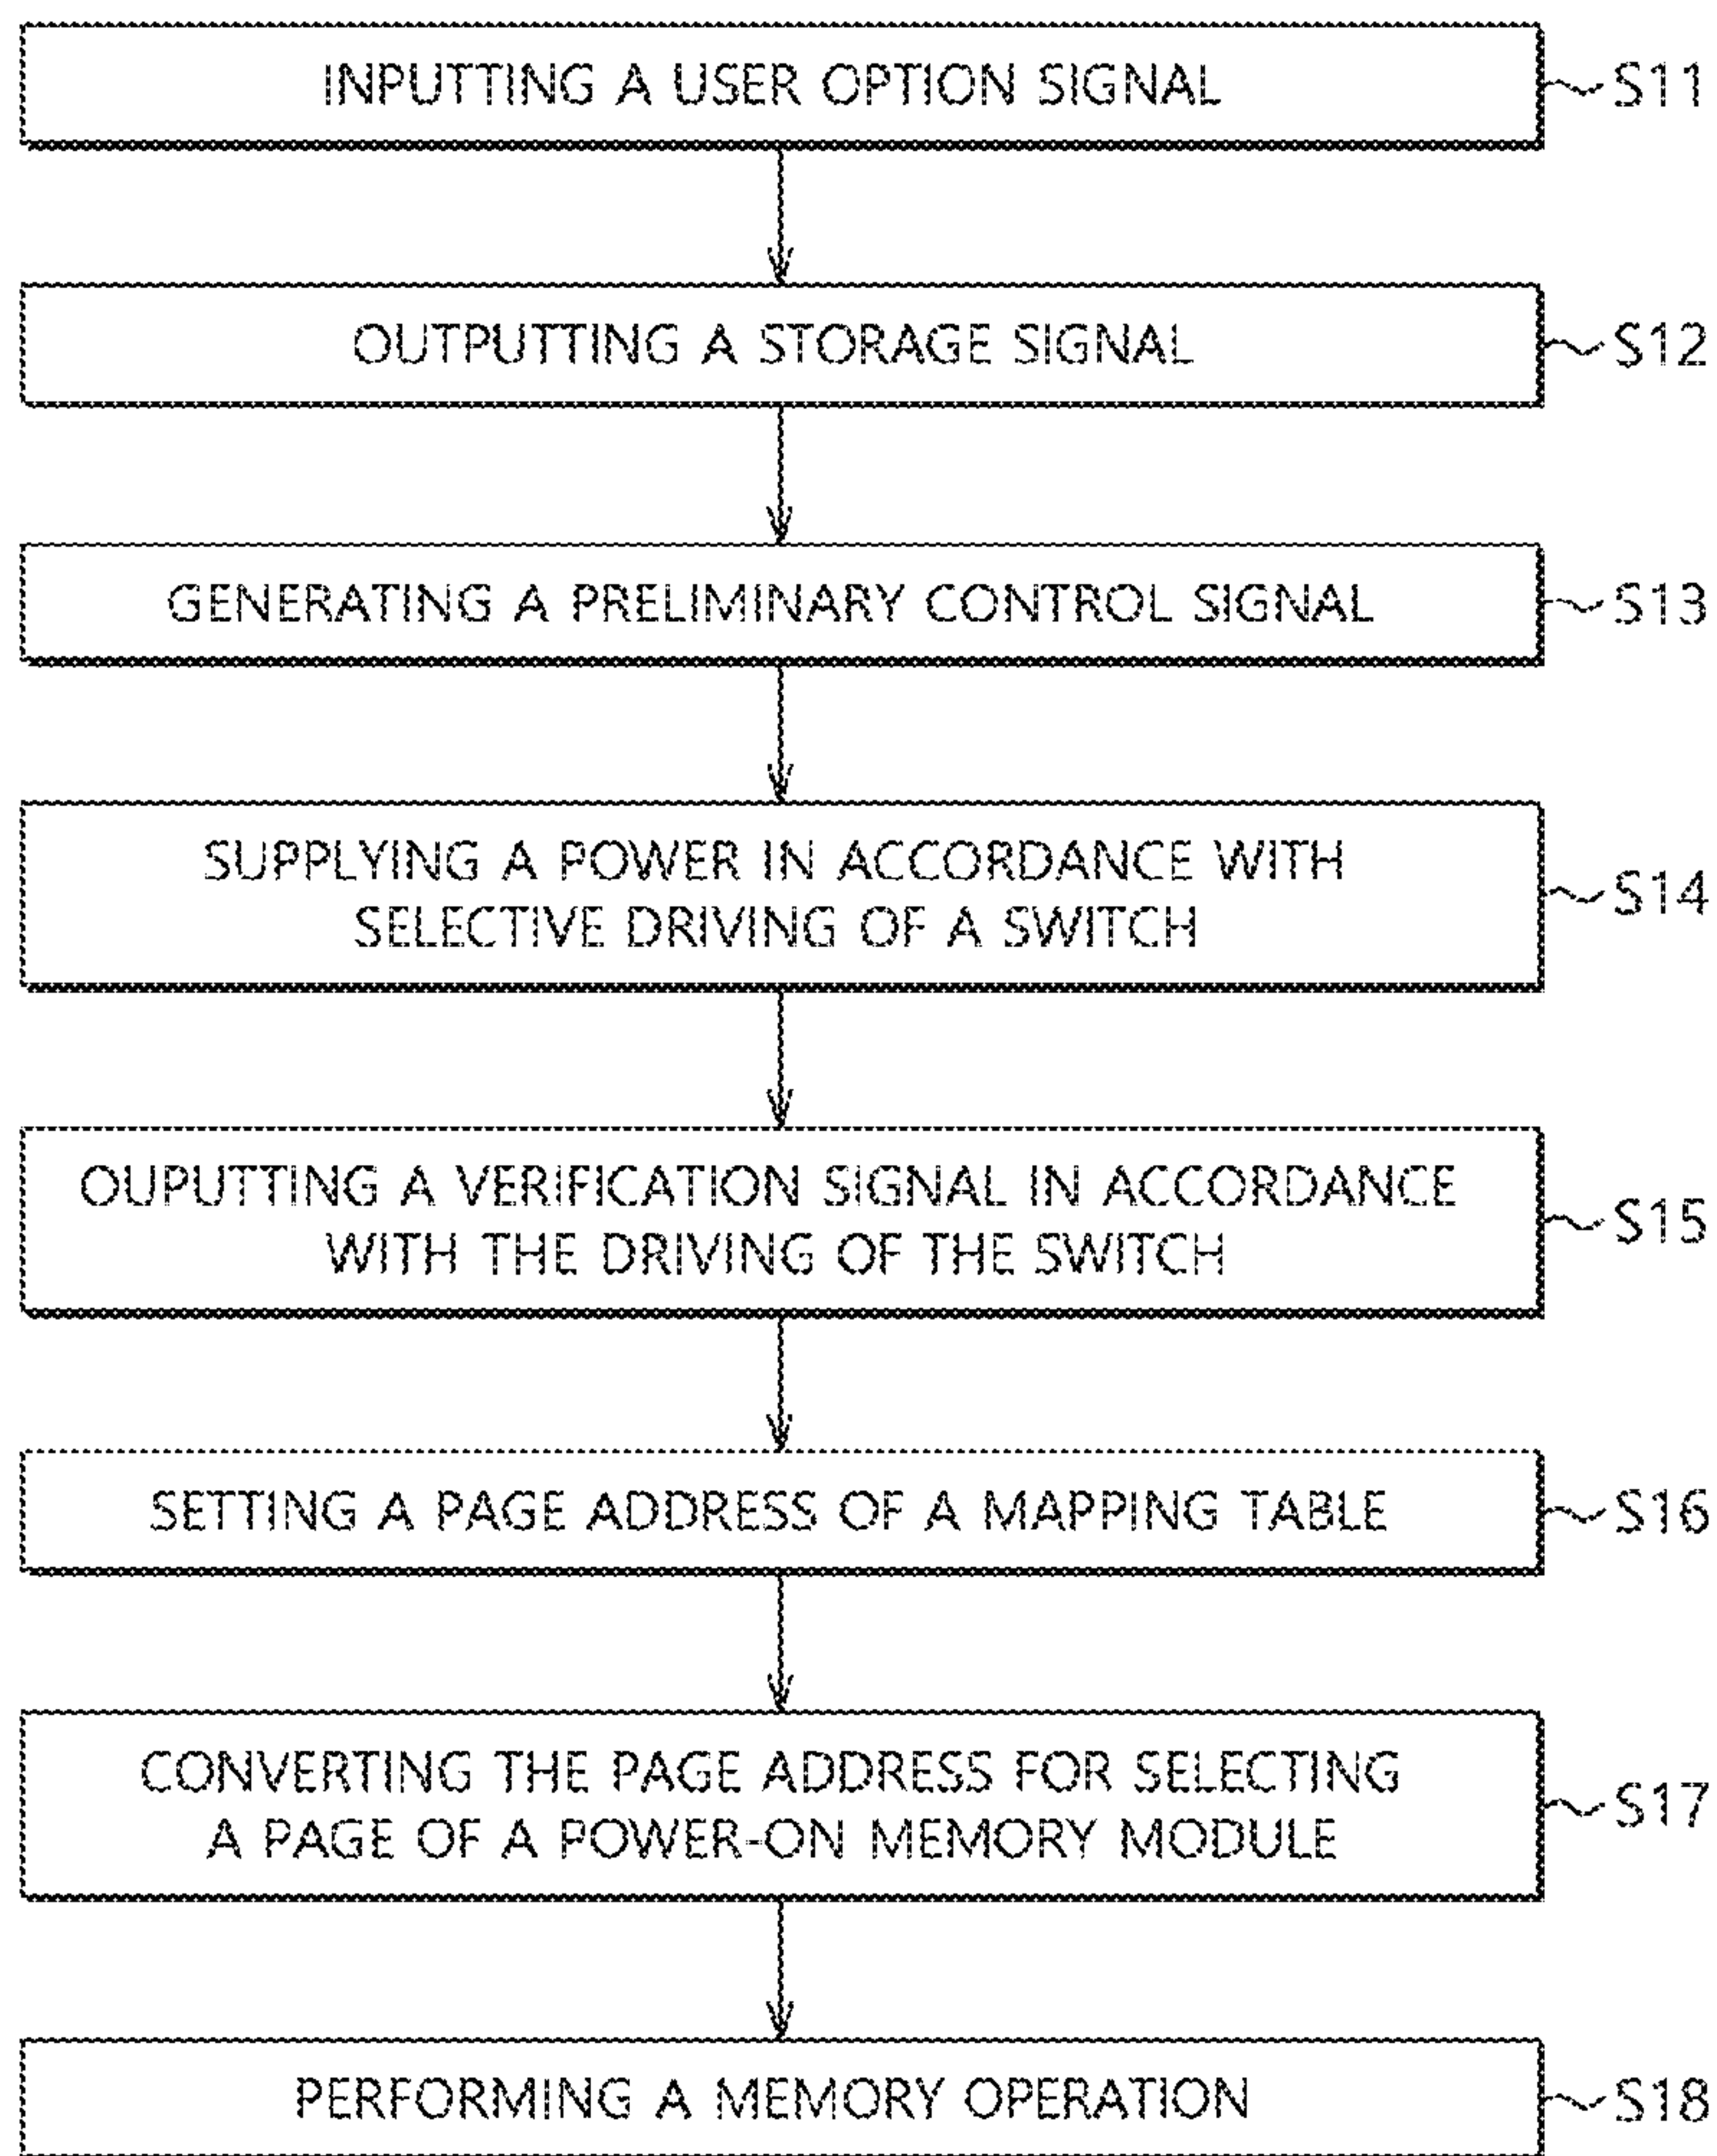 INPUTTING A USER OPTION SIGNAL
S11
OUTPUTTING A STORAGE SIGNAL
S12
GENERATING A PRELIMINARY CONTROL SIGNAL
S13
SUPPLYING A POWER IN ACCORDANCE WITH
SELECTIVE DRIVING OF A SWITCH
S14
OUPUTTING A VERIFICATION SIGNAL IN ACCORDANCE
WITH THE DRIVING OF THE SWITCH
S15
SETTING A PAGE ADDRESS OF A MAPPING TABLE
S16
CONVERTING THE PAGE ADDRESS FOR SELECTING
A PAGE OF A POWER-ON MEMORY MODULE
S17
PERFORMING A MEMORY OPERATION
S18